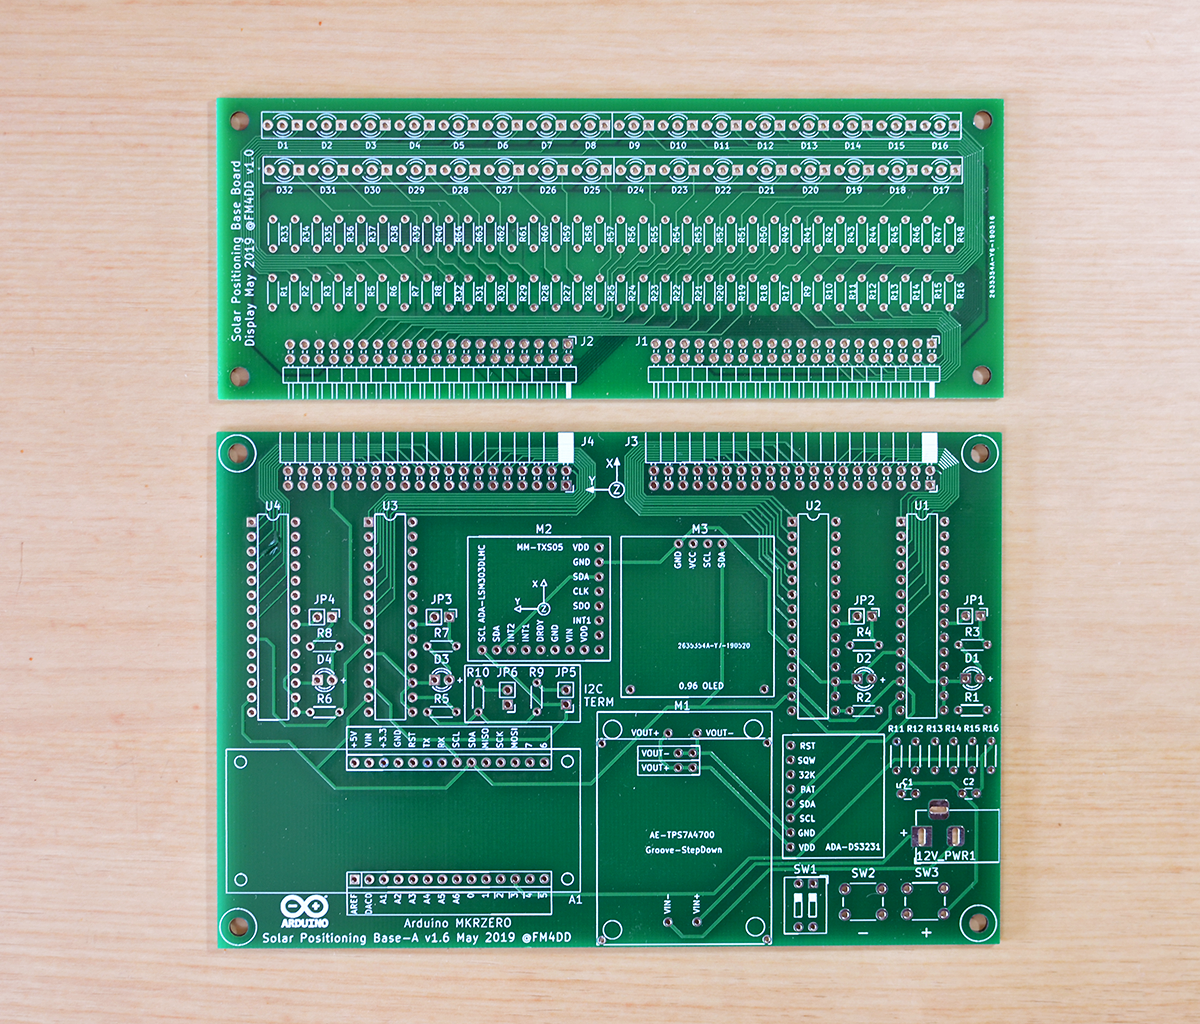 D1 D2 D3 D4 D5 D6 D7 D8 D9 D10 D11 D12 D13 D14 D15 D16
D32 D31 D30 D29 D28 D27 D26 D25 D24 D23 D22 D21 D20 D19 D18 D17
Solar Positioning Base Board
Display May 2019 @FM4DD v1.0
R33 R34 R35 R36 R37 R38 R39 R40 R64 R63 R62 R61 R60 R59 R58 R57 R56 R55 R54 R53 R52 R51 R50 R49 R41 R42 R43 R44 R45 R46 R47 R48
2635354A-Y6-190516
R1 R2 R3 R4 R5 R6 R7 R8 R32 R31 R30 R29 R28 R27 R26 R25 R24 R23 R22 R21 R20 R19 R18 R17 R9 R10 R11 R12 R13 R14 R15 R16
J2 J1
J4 J3
X
Y
Z
U4 U3 U2 U1
M2
MM-TXS05
VDD
GND
SDA
CLK
SDO
INT1
ADA-LSM303DLHC
X
Y
Z
SCL SDA INT2 INT1 DRDY GND VIN VDD
M3
GND VCC SCL SDA
2635354A-YJ-190520
0.96 OLED
JP4
R8
D4
+
R6
JP3
R7
D3
+
R5
JP2
R4
D2
+
R2
JP1
R3
D1
+
R1
R10 JP6 R9 JP5
I2C
TERM
M1
VOUT+ VOUT-
VOUT-
VOUT+
AE-TPS7A4700
Groove-StepDown
VIN- VIN+
+5V VIN +3.3 GND RST TX RX SCL SDA MISO SCK MOSI 7 6
RST
SQW
32K
BAT
SDA
SCL
GND
VDD
ADA-DS3231
R11 R12 R13 R14 R15 R16
C1 C2
+
12V_PWR1
SW1 SW2 SW3
− +
AREF DAC0 A1 A2 A3 A4 A5 A6 0 1 2 3 4 5
A1
ARDUINO
Arduino MKRZERO
Solar Positioning Base-A v1.6 May 2019 @FM4DD